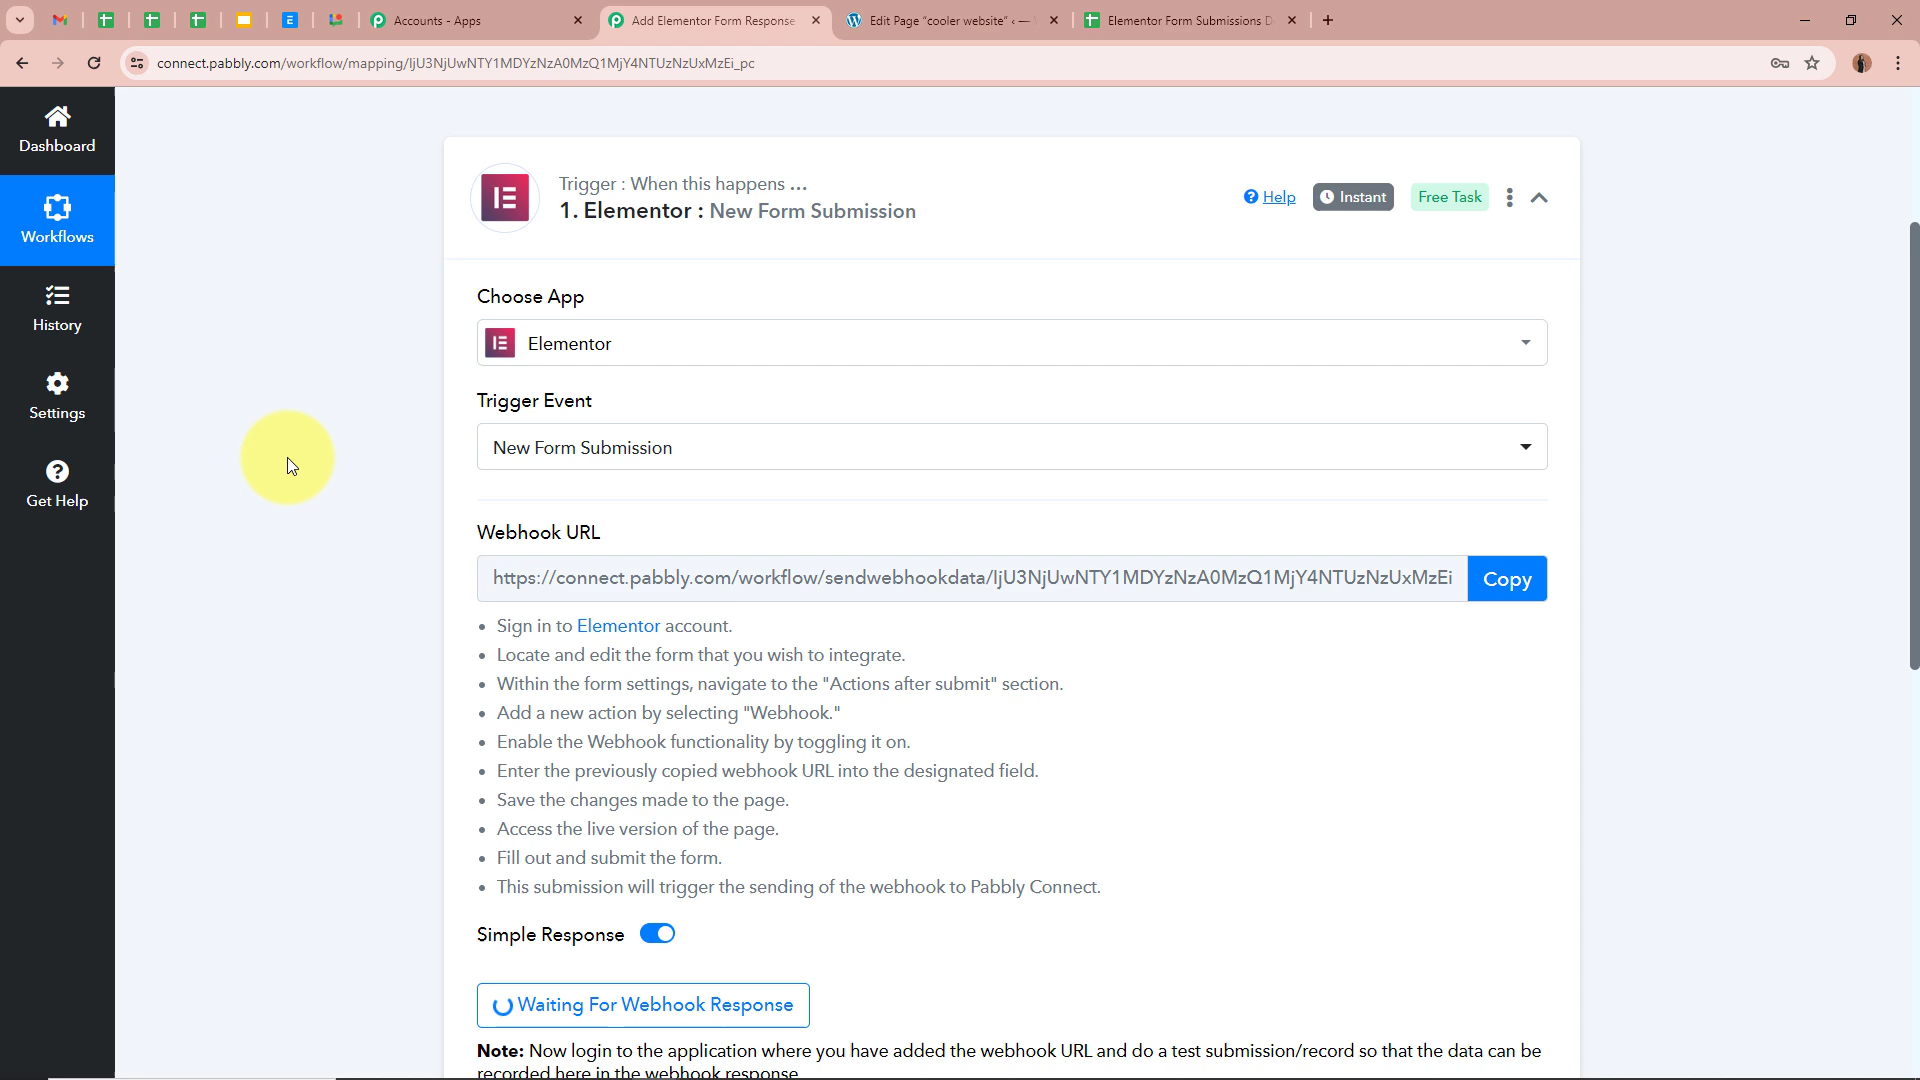 Accounts - Apps
Add Elementor Form Response
Edit Page "cooler website" ‹ —
Elementor Form Submissions D
connect.pabbly.com/workflow/mapping/IjU3NjUwNTY1MDYzNzA0MzQ1MjY4NTUzNzUxMzEi_pc
Dashboard
Workflows
History
Settings
Get Help
Trigger : When this happens ...
1. Elementor : New Form Submission
Help
Instant
Free Task
Choose App
Elementor
Trigger Event
New Form Submission
Webhook URL
https://connect.pabbly.com/workflow/sendwebhookdata/IjU3NjUwNTY1MDYzNzA0MzQ1MjY4NTUzNzUxMzEi
Copy
Sign in to Elementor account.
Locate and edit the form that you wish to integrate.
Within the form settings, navigate to the "Actions after submit" section.
Add a new action by selecting "Webhook."
Enable the Webhook functionality by toggling it on.
Enter the previously copied webhook URL into the designated field.
Save the changes made to the page.
Access the live version of the page.
Fill out and submit the form.
This submission will trigger the sending of the webhook to Pabbly Connect.
Simple Response
Waiting For Webhook Response
Note: Now login to the application where you have added the webhook URL and do a test submission/record so that the data can be
recorded here in the webhook response